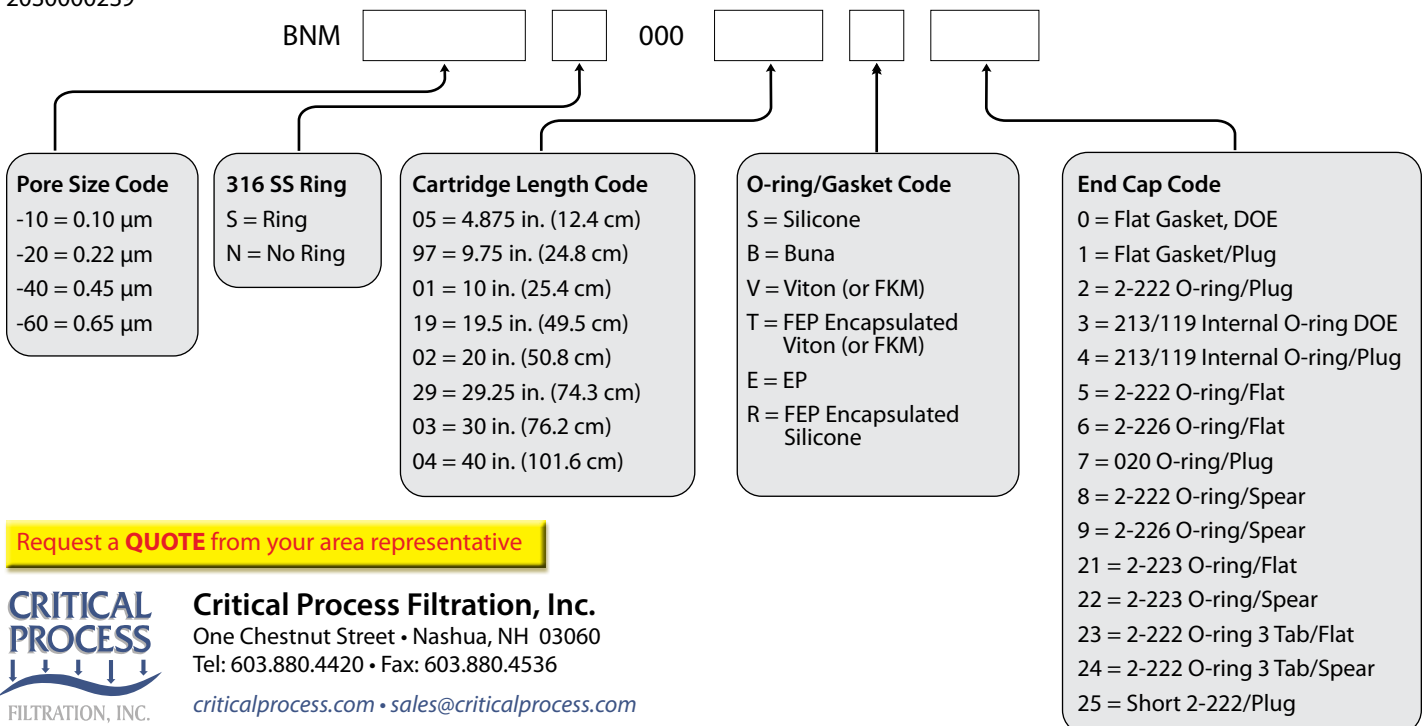 BNM 000
Pore Size Code
-10 = 0.10 µm
-20 = 0.22 µm
-40 = 0.45 µm
-60 = 0.65 µm
316 SS Ring
S = Ring
N = No Ring
Cartridge Length Code
05 = 4.875 in. (12.4 cm)
97 = 9.75 in. (24.8 cm)
01 = 10 in. (25.4 cm)
19 = 19.5 in. (49.5 cm)
02 = 20 in. (50.8 cm)
29 = 29.25 in. (74.3 cm)
03 = 30 in. (76.2 cm)
04 = 40 in. (101.6 cm)
O-ring/Gasket Code
S = Silicone
B = Buna
V = Viton (or FKM)
T = FEP Encapsulated
Viton (or FKM)
E = EP
R = FEP Encapsulated
Silicone
End Cap Code
0 = Flat Gasket, DOE
1 = Flat Gasket/Plug
2 = 2-222 O-ring/Plug
3 = 213/119 Internal O-ring DOE
4 = 213/119 Internal O-ring/Plug
5 = 2-222 O-ring/Flat
6 = 2-226 O-ring/Flat
7 = 020 O-ring/Plug
8 = 2-222 O-ring/Spear
9 = 2-226 O-ring/Spear
21 = 2-223 O-ring/Flat
22 = 2-223 O-ring/Spear
23 = 2-222 O-ring 3 Tab/Flat
24 = 2-222 O-ring 3 Tab/Spear
25 = Short 2-222/Plug
Request a QUOTE from your area representative
CRITICAL
PROCESS
FILTRATION, INC.
Critical Process Filtration, Inc.
One Chestnut Street • Nashua, NH 03060
Tel: 603.880.4420 • Fax: 603.880.4536
criticalprocess.com • sales@criticalprocess.com